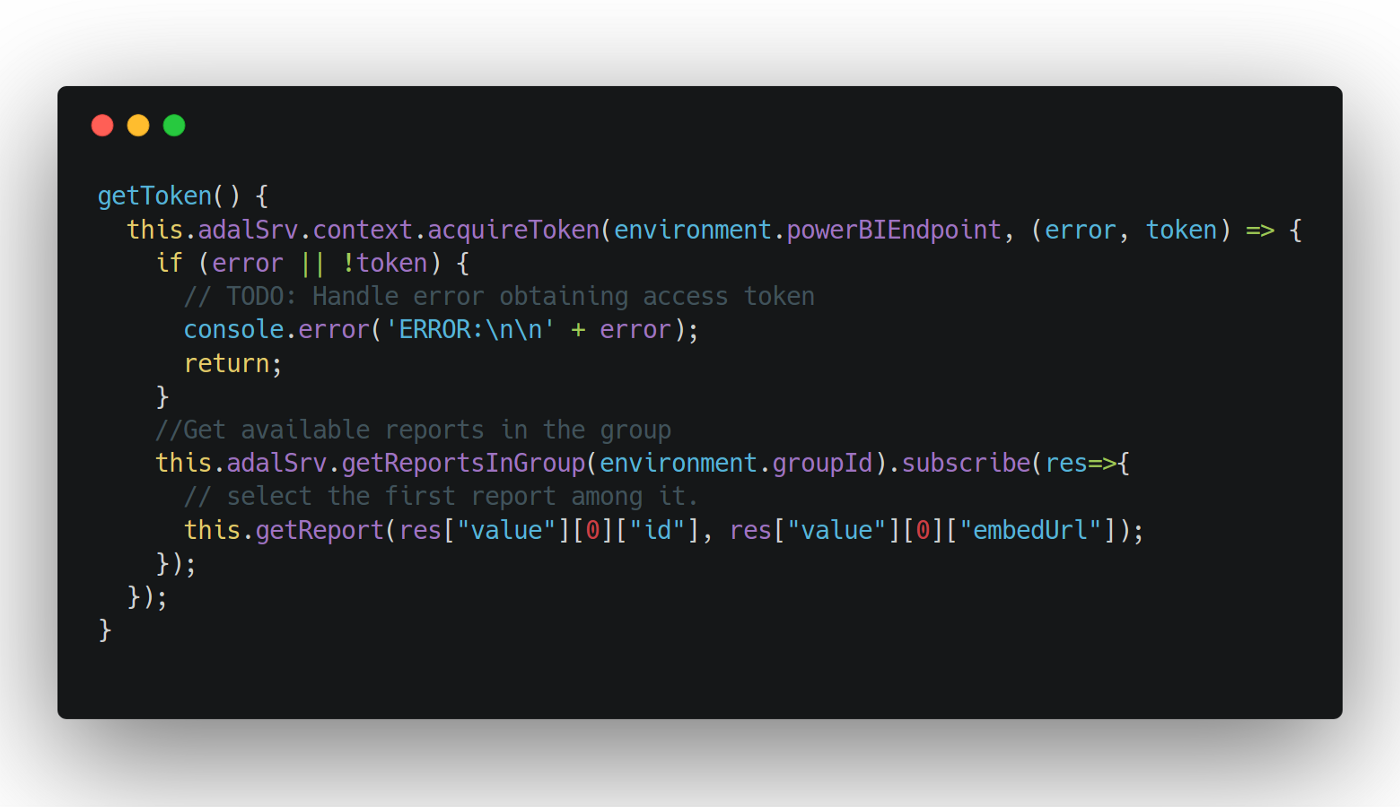 getToken() {
  this.adalSrv.context.acquireToken(environment.powerBIEndpoint, (error, token) => {
    if (error || !token) {
      // TODO: Handle error obtaining access token
      console.error('ERROR:\n\n' + error);
      return;
    }
    //Get available reports in the group
    this.adalSrv.getReportsInGroup(environment.groupId).subscribe(res=>{
      // select the first report among it.
      this.getReport(res["value"][0]["id"], res["value"][0]["embedUrl"]);
    });
  });
}